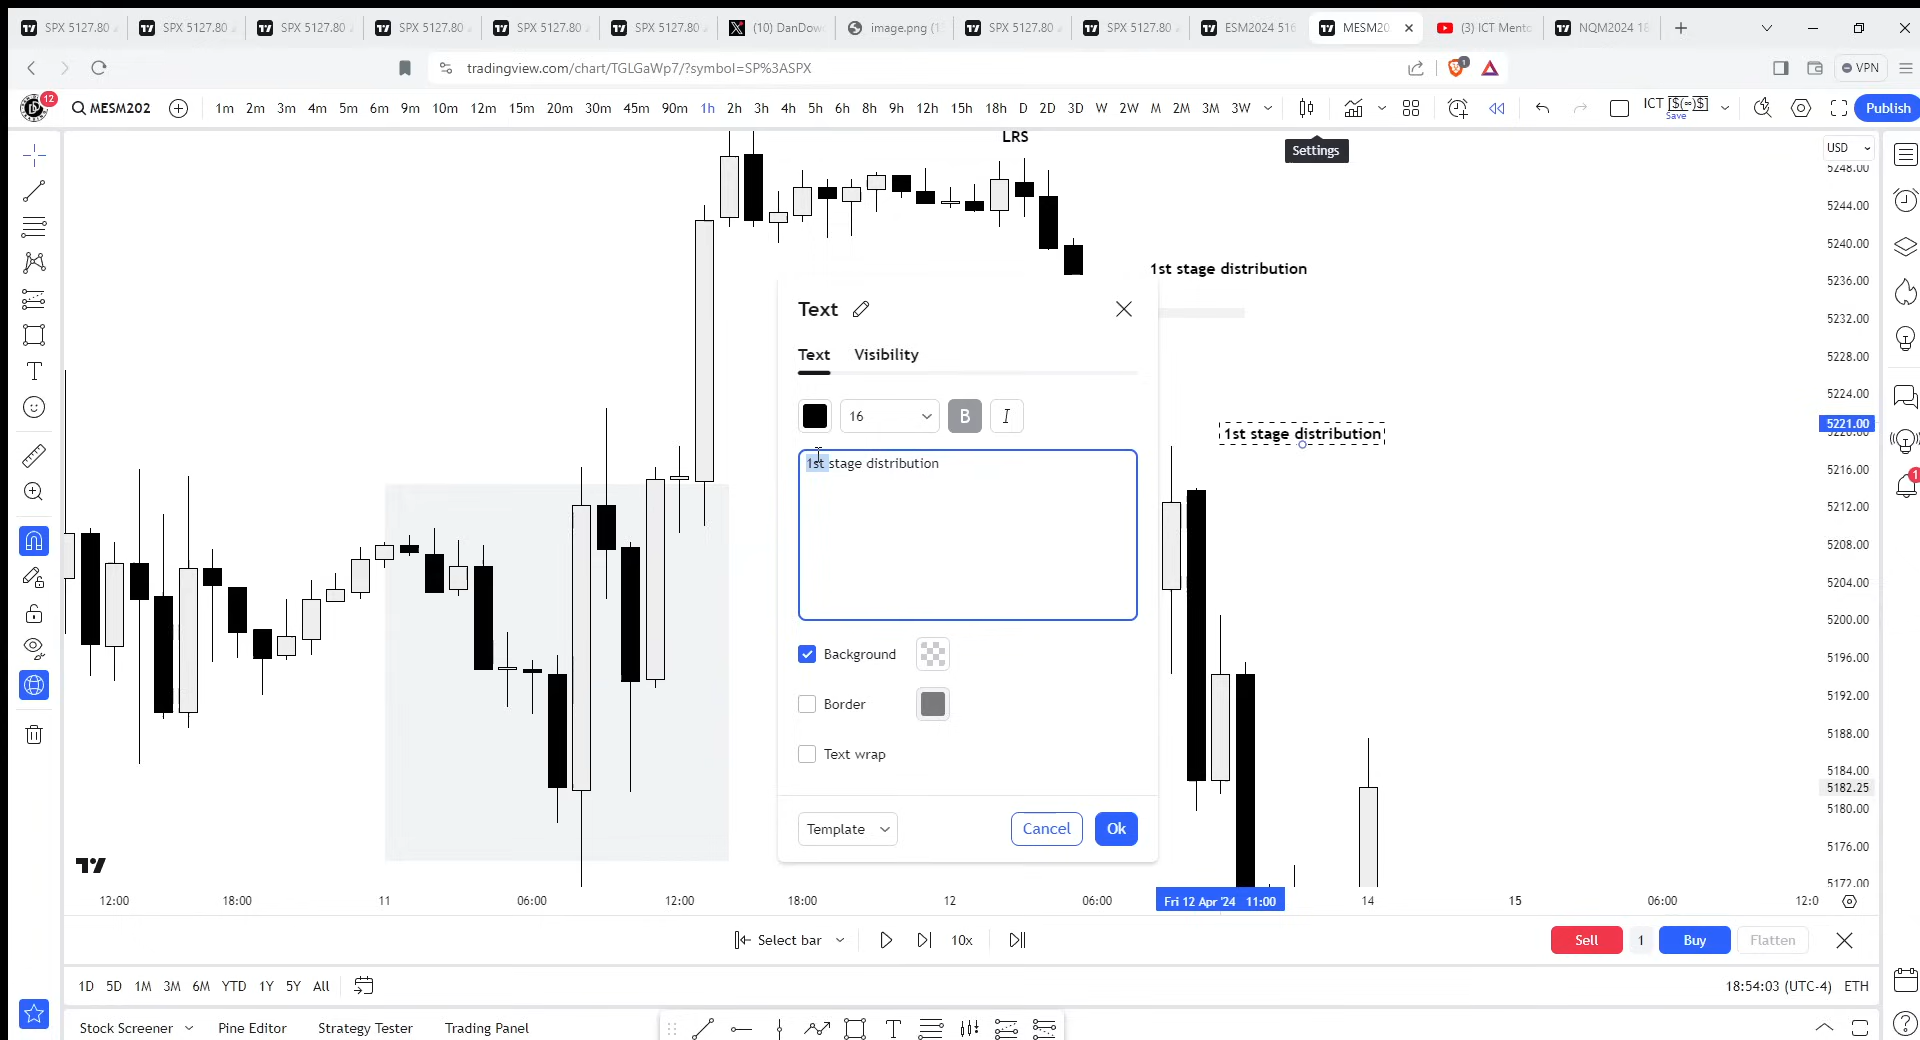 SPX 5127.80
SPX 5127.80
SPX 5127.80
SPX 5127.80
SPX 5127.80
SPX 5127.80
(10) DanDow
image.png (1
SPX 5127.80
SPX 5127.80
ESM2024 516
MESM20
(3) ICT Mento
NQM2024 18
tradingview.com/chart/TGLGaWp7/?symbol=SP%3ASPX
1
VPN
12
MESM202
1m 2m 3m 4m 5m 6m 9m 10m 12m 15m 20m 30m 45m 90m 1h 2h 3h 4h 5h 6h 8h 9h 12h 15h 18h D 2D 3D W 2W M 2M 3M 3W
ICT [$(∞)$]
Save
Publish
LRS
Settings
USD
5248.00
5244.00
5240.00
5236.00
5232.00
5228.00
5224.00
5221.00
5220.00
5216.00
5212.00
5208.00
5204.00
5200.00
5196.00
5192.00
5188.00
5184.00
5182.25
5180.00
5176.00
5172.00
1st stage distribution
1st stage distribution
Text
Text Visibility
16
B
I
1st stage distribution
Background
Border
Text wrap
Template
Cancel
Ok
1
12:00 18:00 11 06:00 12:00 18:00 12 06:00 Fri 12 Apr '24 11:00 14 15 06:00 12:0
Select bar
10x
Sell
1
Buy
Flatten
1D 5D 1M 3M 6M YTD 1Y 5Y All
18:54:03 (UTC-4) ETH
Stock Screener Pine Editor Strategy Tester Trading Panel